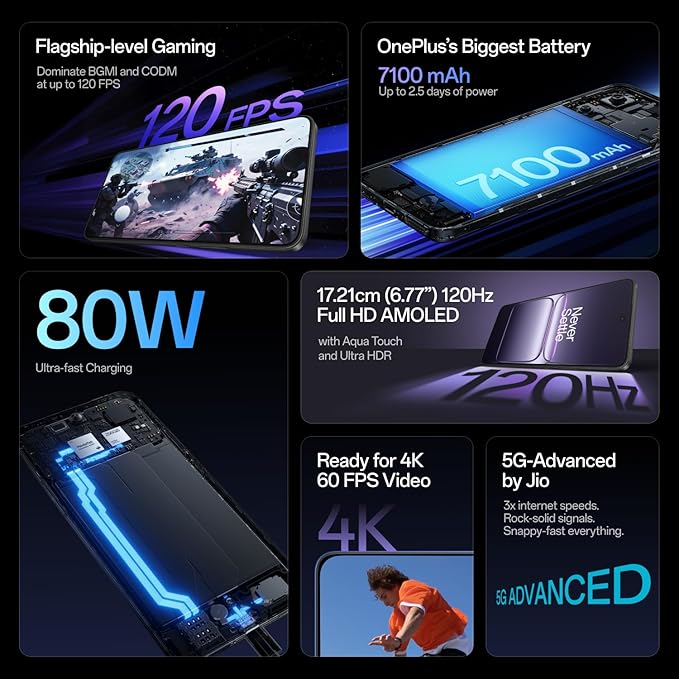 Flagship-level Gaming
Dominate BGMI and CODM
at up to 120 FPS
120 FPS
OnePlus's Biggest Battery
7100 mAh
Up to 2.5 days of power
7100 mAh
80W
Ultra-fast Charging
17.21cm (6.77”) 120Hz
Full HD AMOLED
with Aqua Touch
and Ultra HDR
Never
Settle
120Hz
Ready for 4K
60 FPS Video
4K
5G-Advanced
by Jio
3x internet speeds.
Rock-solid signals.
Snappy-fast everything.
5G ADVANCED